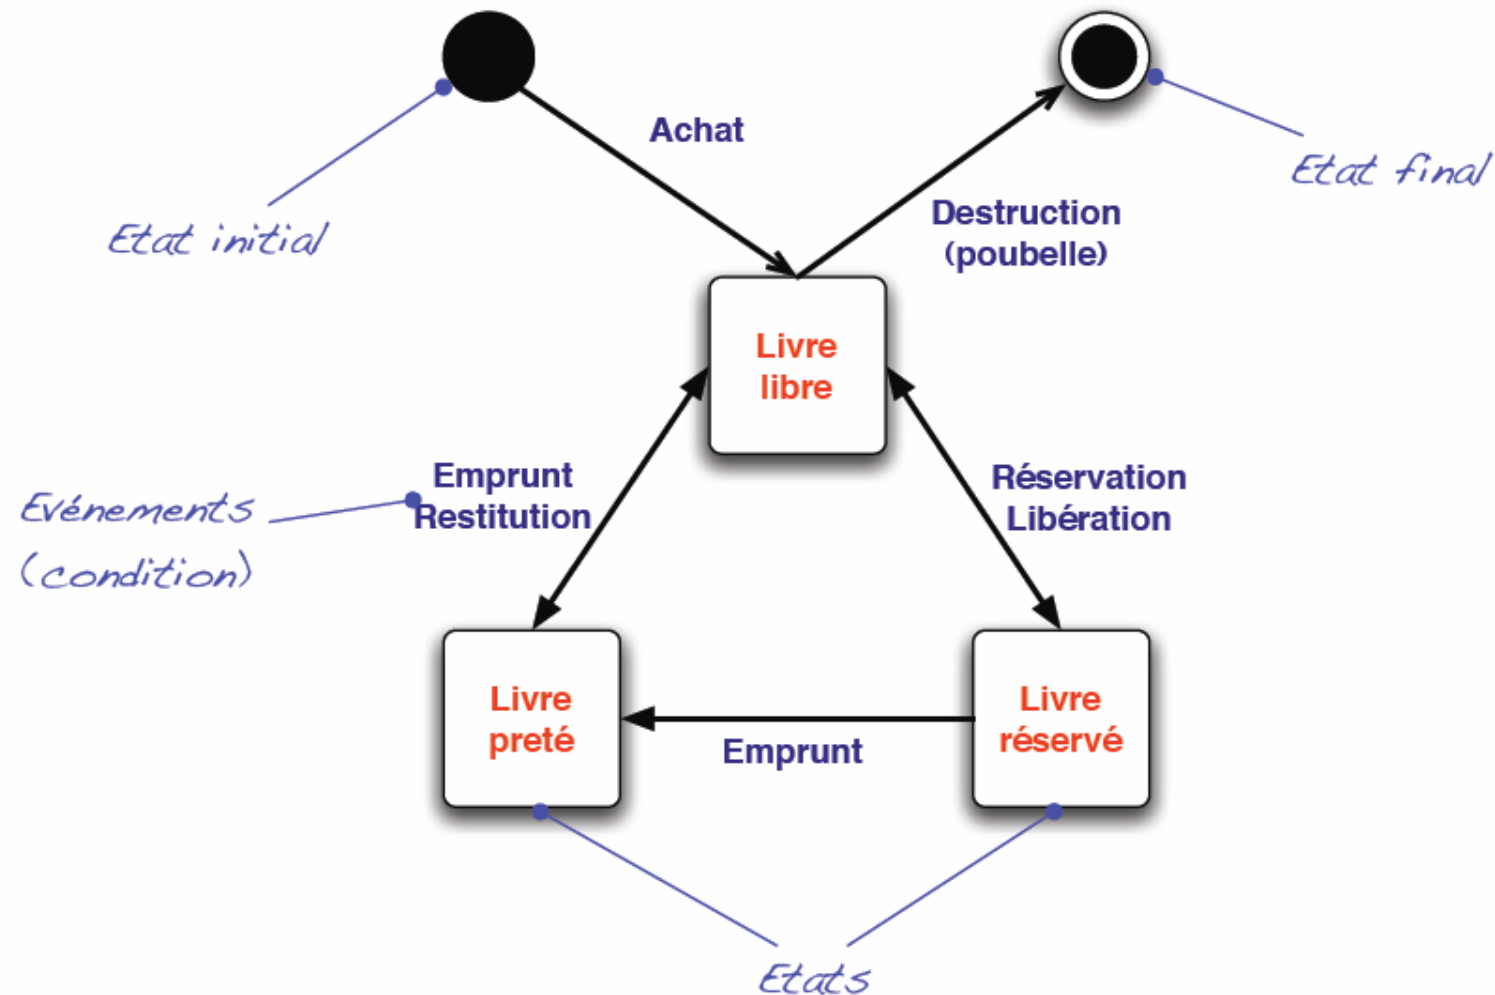 Achat
Etat final
Destruction
(poubelle)
Etat initial
Livre
libre
Emprunt
Restitution
Réservation
Libération
Evénements
(condition)
Livre
preté
Livre
réservé
Emprunt
Etats